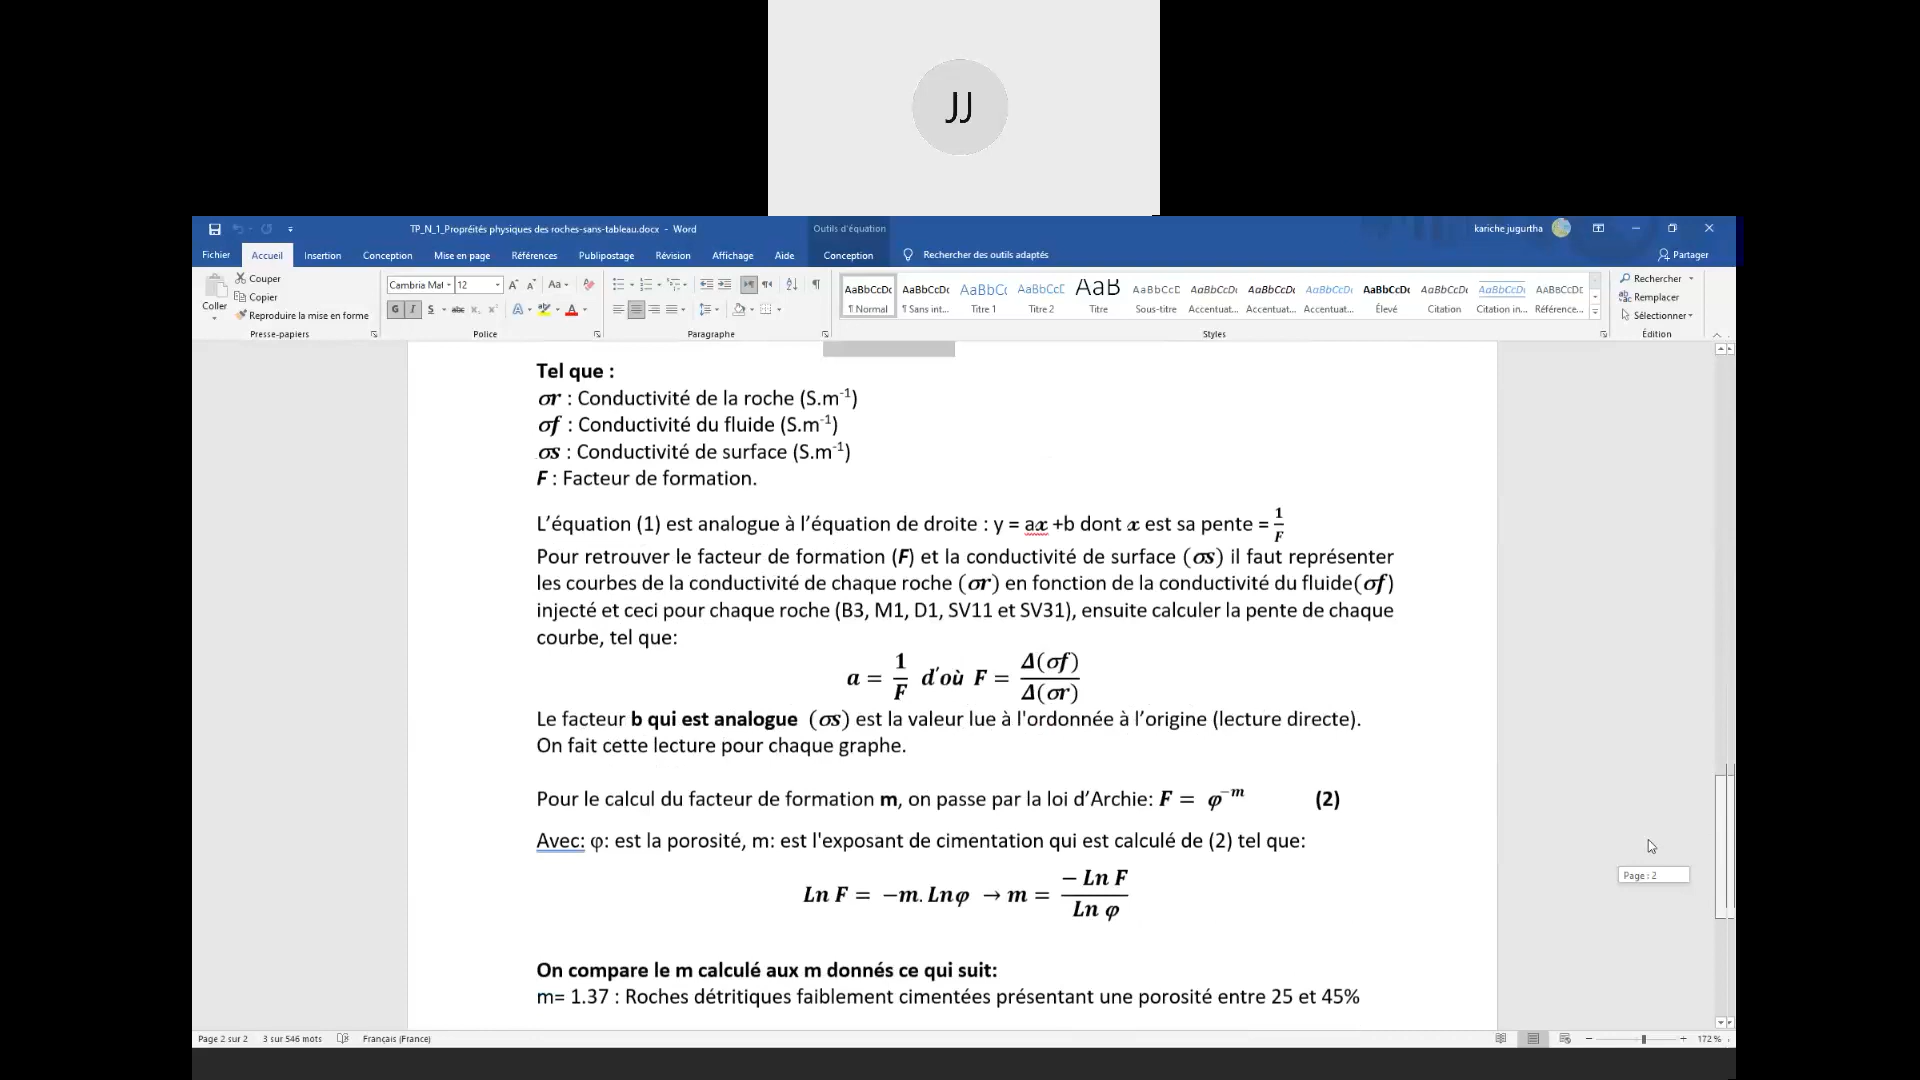 JJ
TP_N_1_Propriétés physiques des roches-sans-tableau.docx - Word
Outils d'équation
kariche jugurtha
Fichier Accueil Insertion Conception Mise en page Références Publipostage Révision Affichage Aide Conception Rechercher des outils adaptés Partager
Coller
Couper
Copier
Reproduire la mise en forme
Presse-papiers
Cambria Mat 12
Police
Paragraphe
AaBbCcDc AaBbCcDc AaBbCc AaBbCcD AaB AaBbCcD AaBbCcDc AaBbCcDc AaBbCcDc AaBbCcDc AaBbCcDc AaBbCcDc AABBCCDC
¶ Normal ¶ Sans int... Titre 1 Titre 2 Titre Sous-titre Accentuat... Accentuat... Accentuat... Élevé Citation Citation in... Référence...
Styles
Rechercher
Remplacer
Sélectionner
Édition
Tel que :
σr : Conductivité de la roche (S.m⁻¹)
σf : Conductivité du fluide (S.m⁻¹)
σs : Conductivité de surface (S.m⁻¹)
F : Facteur de formation.
L’équation (1) est analogue à l’équation de droite : y = ax +b dont x est sa pente = 1/F
Pour retrouver le facteur de formation (F) et la conductivité de surface (σs) il faut représenter
les courbes de la conductivité de chaque roche (σr) en fonction de la conductivité du fluide(σf)
injecté et ceci pour chaque roche (B3, M1, D1, SV11 et SV31), ensuite calculer la pente de chaque
courbe, tel que:
a = 1/F d′où F = Δ(σf)/Δ(σr)
Le facteur b qui est analogue (σs) est la valeur lue à l'ordonnée à l’origine (lecture directe).
On fait cette lecture pour chaque graphe.
Pour le calcul du facteur de formation m, on passe par la loi d’Archie: F = φ⁻ᵐ (2)
Avec: φ: est la porosité, m: est l'exposant de cimentation qui est calculé de (2) tel que:
Ln F = −m. Lnφ → m = − Ln F / Ln φ
On compare le m calculé aux m donnés ce qui suit:
m= 1.37 : Roches détritiques faiblement cimentées présentant une porosité entre 25 et 45%
Page : 2
Page 2 sur 2 3 sur 546 mots Français (France) 172 %